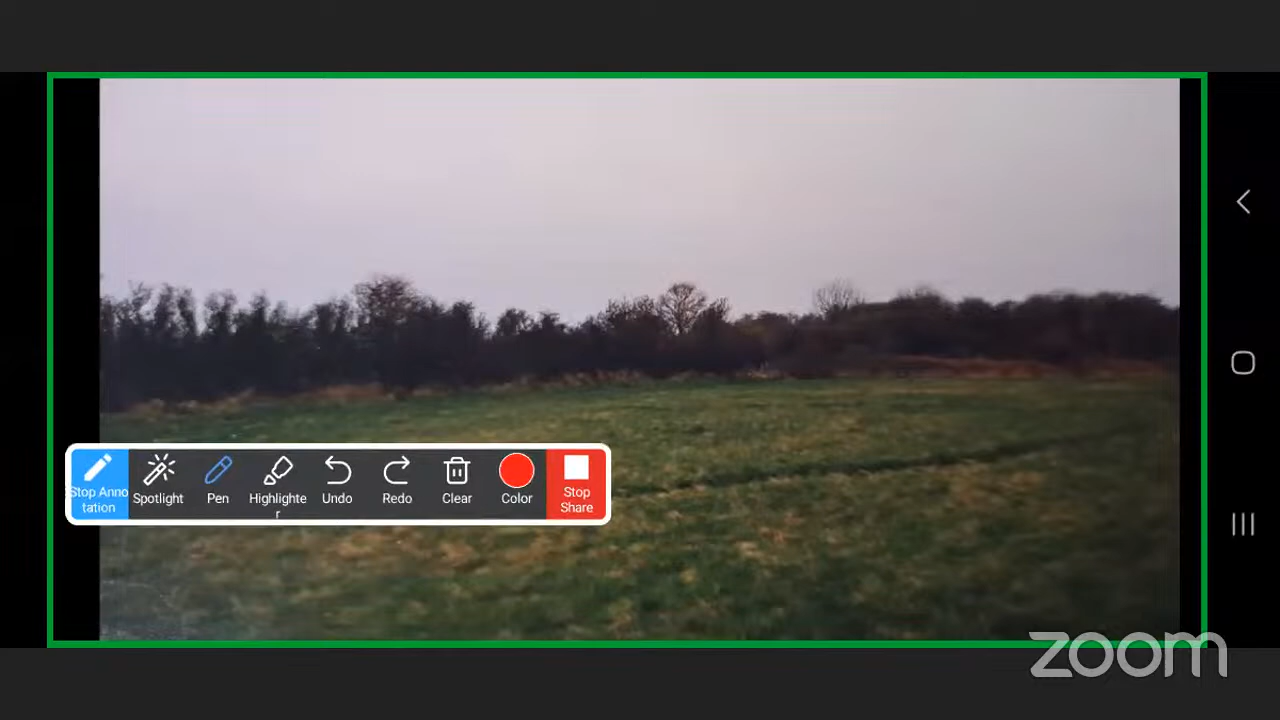 Stop Anno
tation
Spotlight
Pen
Highlighte
r
Undo
Redo
Clear
Color
Stop
Share
zoom